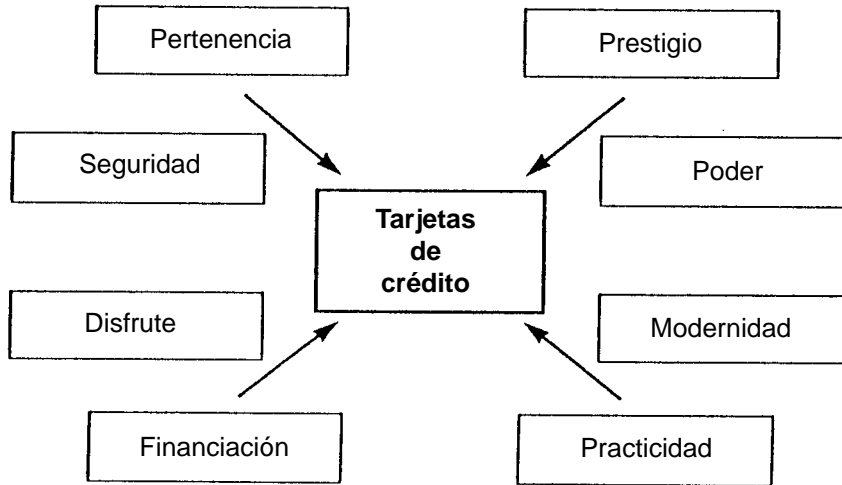 Pertenencia
Prestigio
Seguridad
Poder
Tarjetas
de
crédito
Disfrute
Modernidad
Financiación
Practicidad